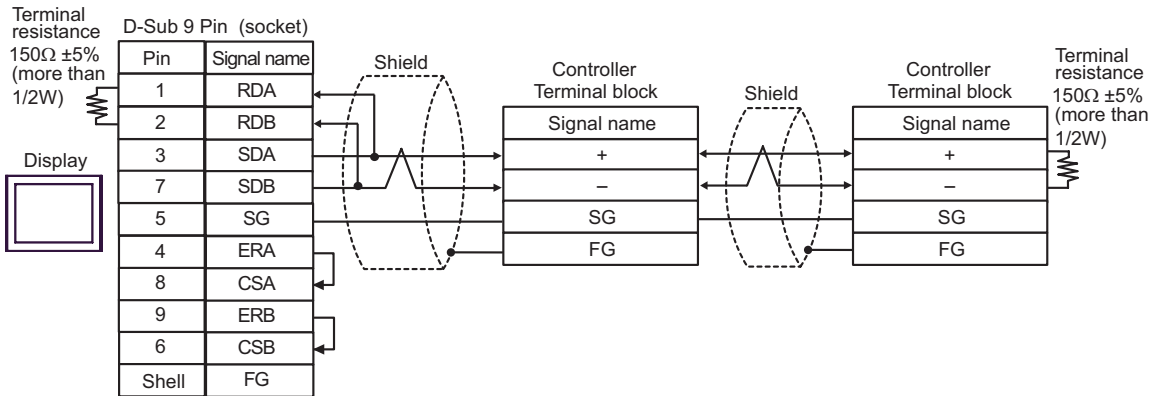 Terminal
resistance
150Ω ±5%
(more than
1/2W)
D-Sub 9 Pin (socket)
Pin Signal name
1 RDA
2 RDB
3 SDA
7 SDB
5 SG
4 ERA
8 CSA
9 ERB
6 CSB
Shell FG
Display
Shield
Controller
Terminal block
Signal name
+
–
SG
FG
Shield
Controller
Terminal block
Signal name
+
–
SG
FG
Terminal
resistance
150Ω ±5%
(more than
1/2W)